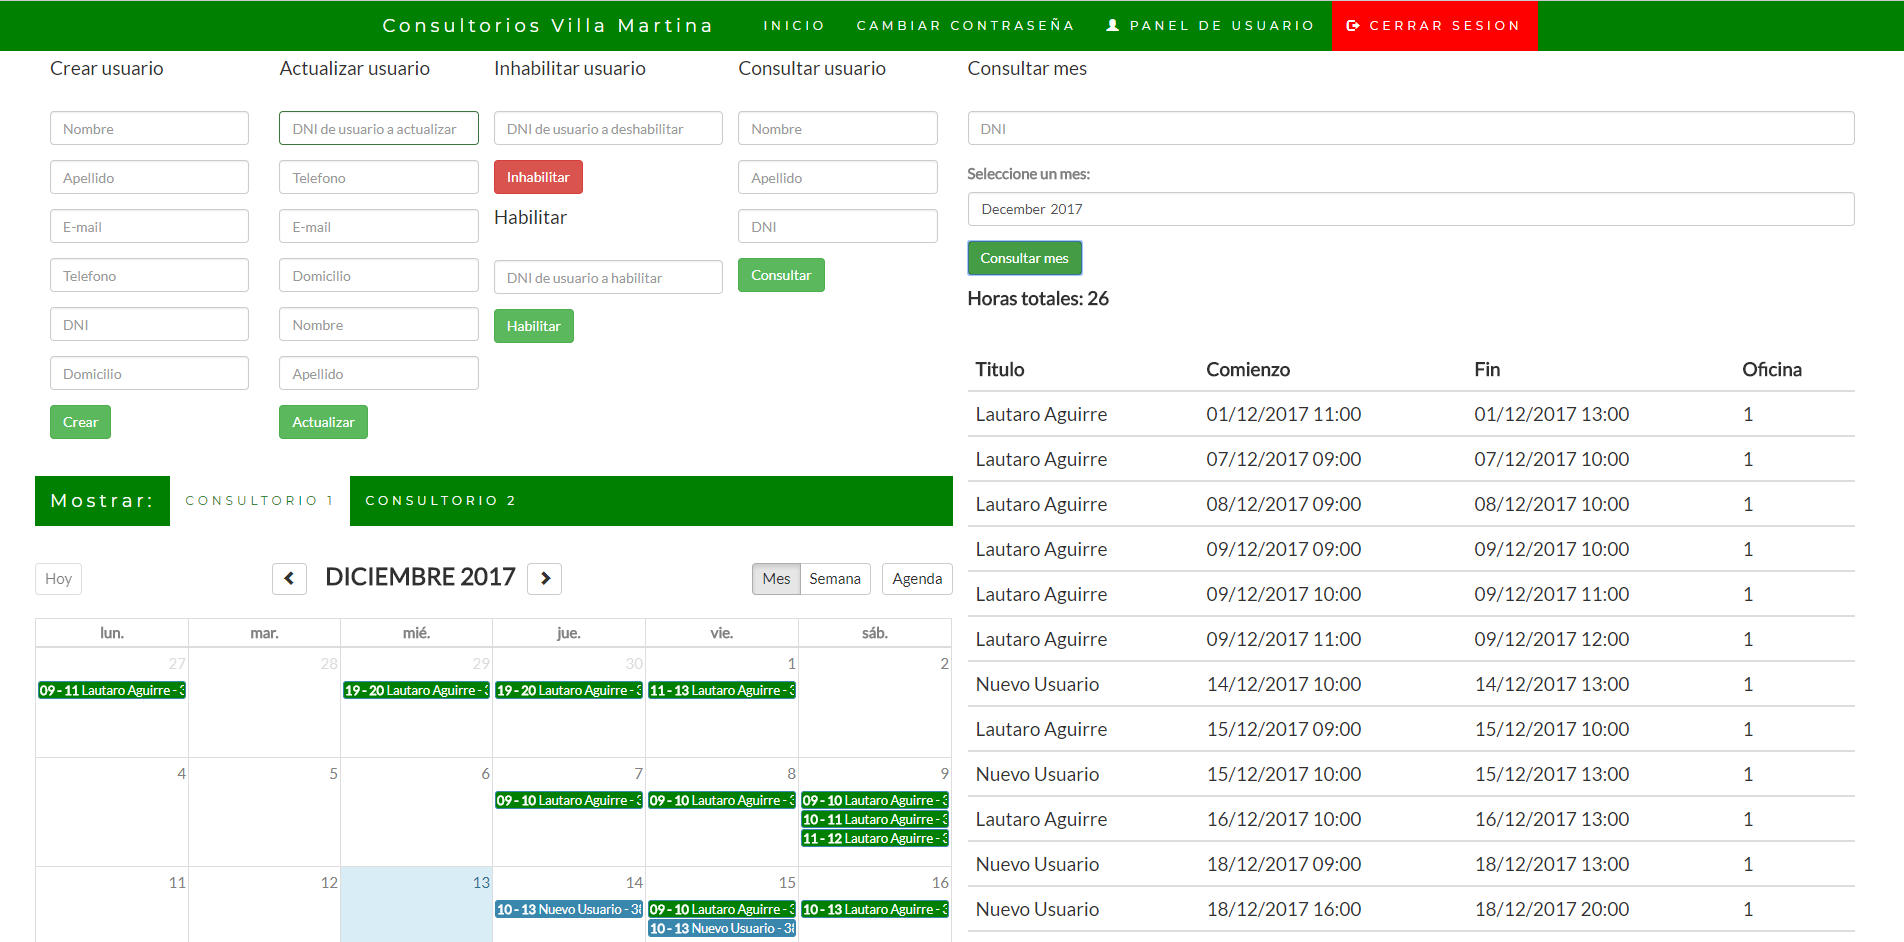 Consultorios Villa Martina INICIO CAMBIAR CONTRASEÑA PANEL DE USUARIO CERRAR SESION
Crear usuario
Nombre
Apellido
E-mail
Telefono
DNI
Domicilio
Crear
Actualizar usuario
DNI de usuario a actualizar
Telefono
E-mail
Domicilio
Nombre
Apellido
Actualizar
Inhabilitar usuario
DNI de usuario a deshabilitar
Inhabilitar
Habilitar
DNI de usuario a habilitar
Habilitar
Consultar usuario
Nombre
Apellido
DNI
Consultar
Mostrar: CONSULTORIO 1 CONSULTORIO 2
Hoy DICIEMBRE 2017 Mes Semana Agenda
lun. mar. mié. jue. vie. sáb.
27 28 29 30 1 2
09 - 11 Lautaro Aguirre - 19 - 20 Lautaro Aguirre - 19 - 20 Lautaro Aguirre - 11 - 13 Lautaro Aguirre -
4 5 6 7 8 9
09 - 10 Lautaro Aguirre - 09 - 10 Lautaro Aguirre - 09 - 10 Lautaro Aguirre -
10 - 11 Lautaro Aguirre -
11 - 12 Lautaro Aguirre -
11 12 13 14 15 16
10 - 13 Nuevo Usuario - 09 - 10 Lautaro Aguirre - 10 - 13 Lautaro Aguirre -
10 - 13 Nuevo Usuario -
Consultar mes
DNI
Seleccione un mes:
December 2017
Consultar mes
Horas totales: 26
Titulo Comienzo Fin Oficina
Lautaro Aguirre 01/12/2017 11:00 01/12/2017 13:00 1
Lautaro Aguirre 07/12/2017 09:00 07/12/2017 10:00 1
Lautaro Aguirre 08/12/2017 09:00 08/12/2017 10:00 1
Lautaro Aguirre 09/12/2017 09:00 09/12/2017 10:00 1
Lautaro Aguirre 09/12/2017 10:00 09/12/2017 11:00 1
Lautaro Aguirre 09/12/2017 11:00 09/12/2017 12:00 1
Nuevo Usuario 14/12/2017 10:00 14/12/2017 13:00 1
Lautaro Aguirre 15/12/2017 09:00 15/12/2017 10:00 1
Nuevo Usuario 15/12/2017 10:00 15/12/2017 13:00 1
Lautaro Aguirre 16/12/2017 10:00 16/12/2017 13:00 1
Nuevo Usuario 18/12/2017 09:00 18/12/2017 13:00 1
Nuevo Usuario 18/12/2017 16:00 18/12/2017 20:00 1